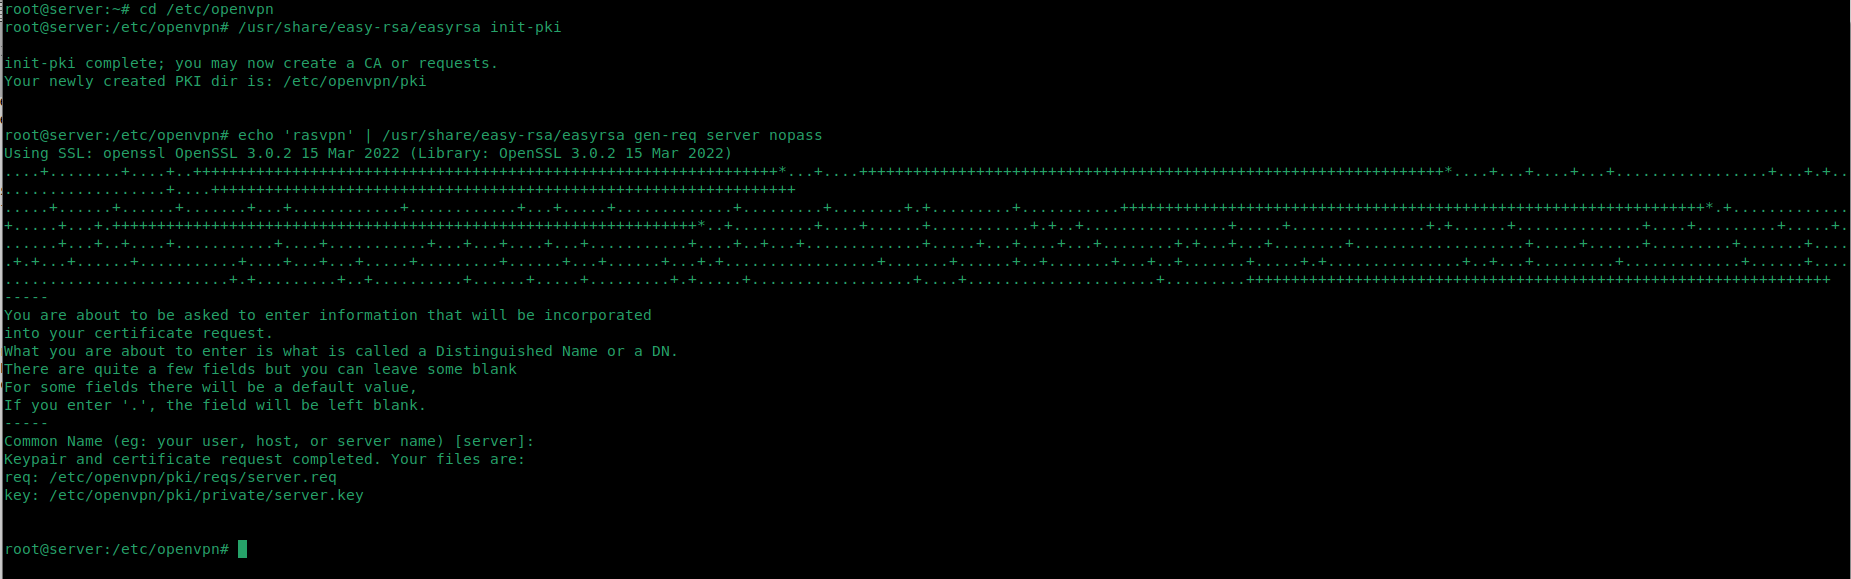 root@server:~# cd /etc/openvpn
root@server:/etc/openvpn# /usr/share/easy-rsa/easyrsa init-pki
init-pki complete; you may now create a CA or requests.
Your newly created PKI dir is: /etc/openvpn/pki
root@server:/etc/openvpn# echo 'rasvpn' | /usr/share/easy-rsa/easyrsa gen-req server nopass
Using SSL: openssl OpenSSL 3.0.2 15 Mar 2022 (Library: OpenSSL 3.0.2 15 Mar 2022)
-----
You are about to be asked to enter information that will be incorporated
into your certificate request.
What you are about to enter is what is called a Distinguished Name or a DN.
There are quite a few fields but you can leave some blank
For some fields there will be a default value,
If you enter '.', the field will be left blank.
-----
Common Name (eg: your user, host, or server name) [server]:
Keypair and certificate request completed. Your files are:
req: /etc/openvpn/pki/reqs/server.req
key: /etc/openvpn/pki/private/server.key
root@server:/etc/openvpn#